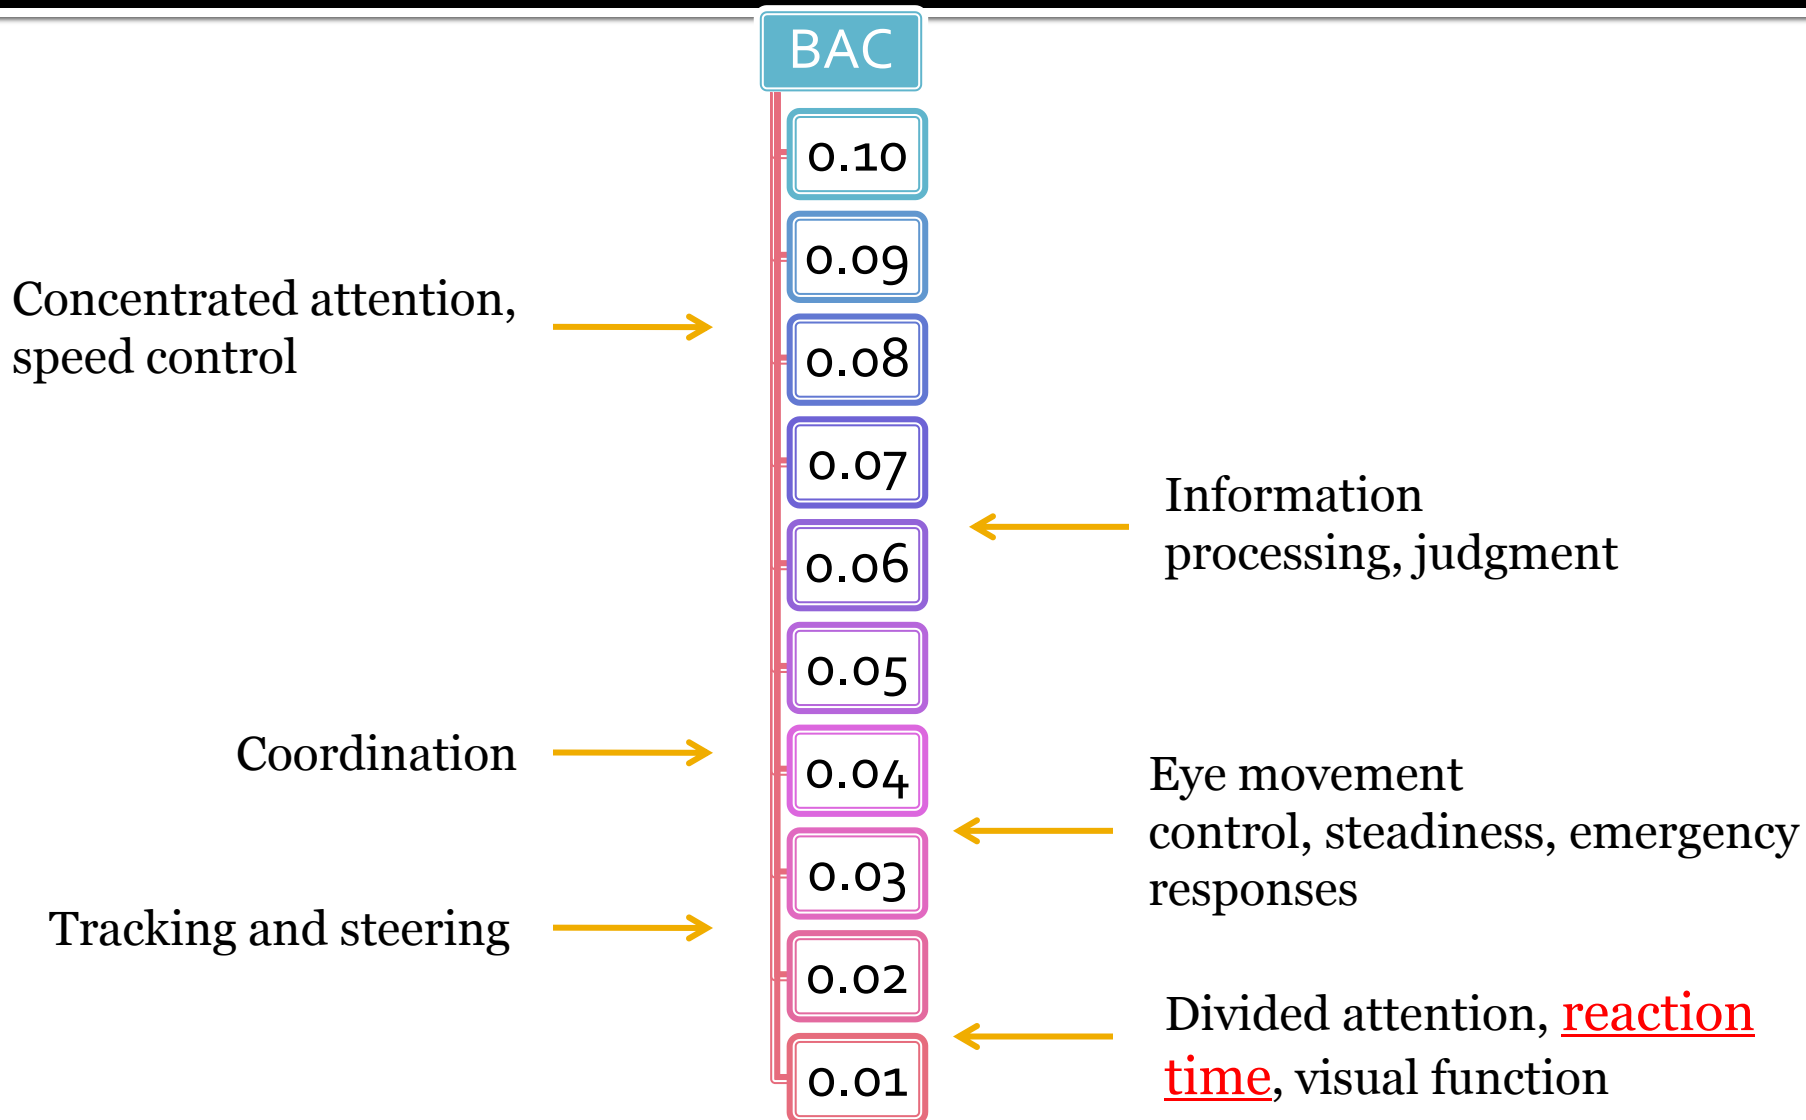 BAC
0.10
0.09
Concentrated attention,
speed control
0.08
0.07
Information
processing, judgment
0.06
0.05
Coordination
0.04
Eye movement
control, steadiness, emergency
responses
0.03
Tracking and steering
0.02
Divided attention, reaction
time, visual function
0.01